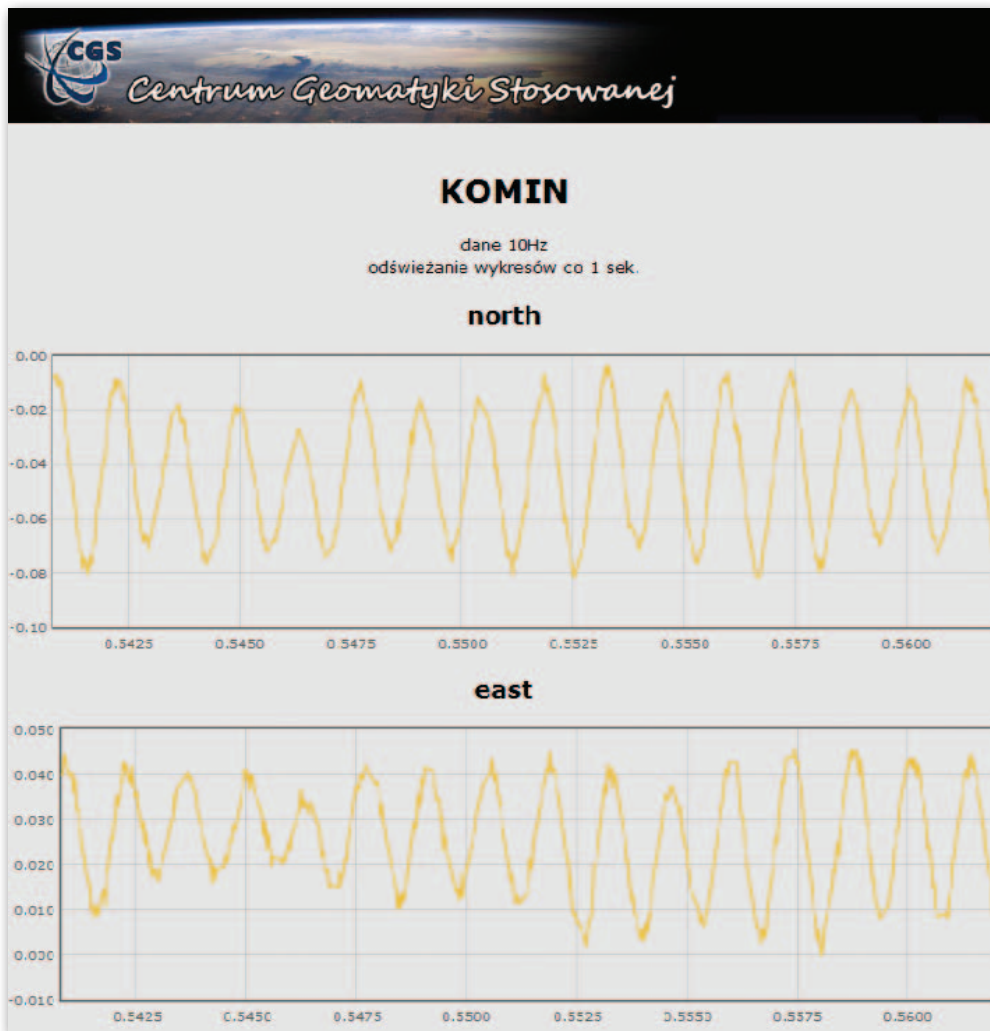 CGS
Centrum Geomatyki Stosowanej
KOMIN
dane 10Hz
odświeżanie wykresów co 1 sek.
north
0.00
-0.02
-0.04
-0.06
-0.08
-0.10
0.5425 0.5450 0.5475 0.5500 0.5525 0.5550 0.5575 0.5600
east
0.050
0.040
0.030
0.020
0.010
0.000
-0.010
0.5425 0.5450 0.5475 0.5500 0.5525 0.5550 0.5575 0.5600